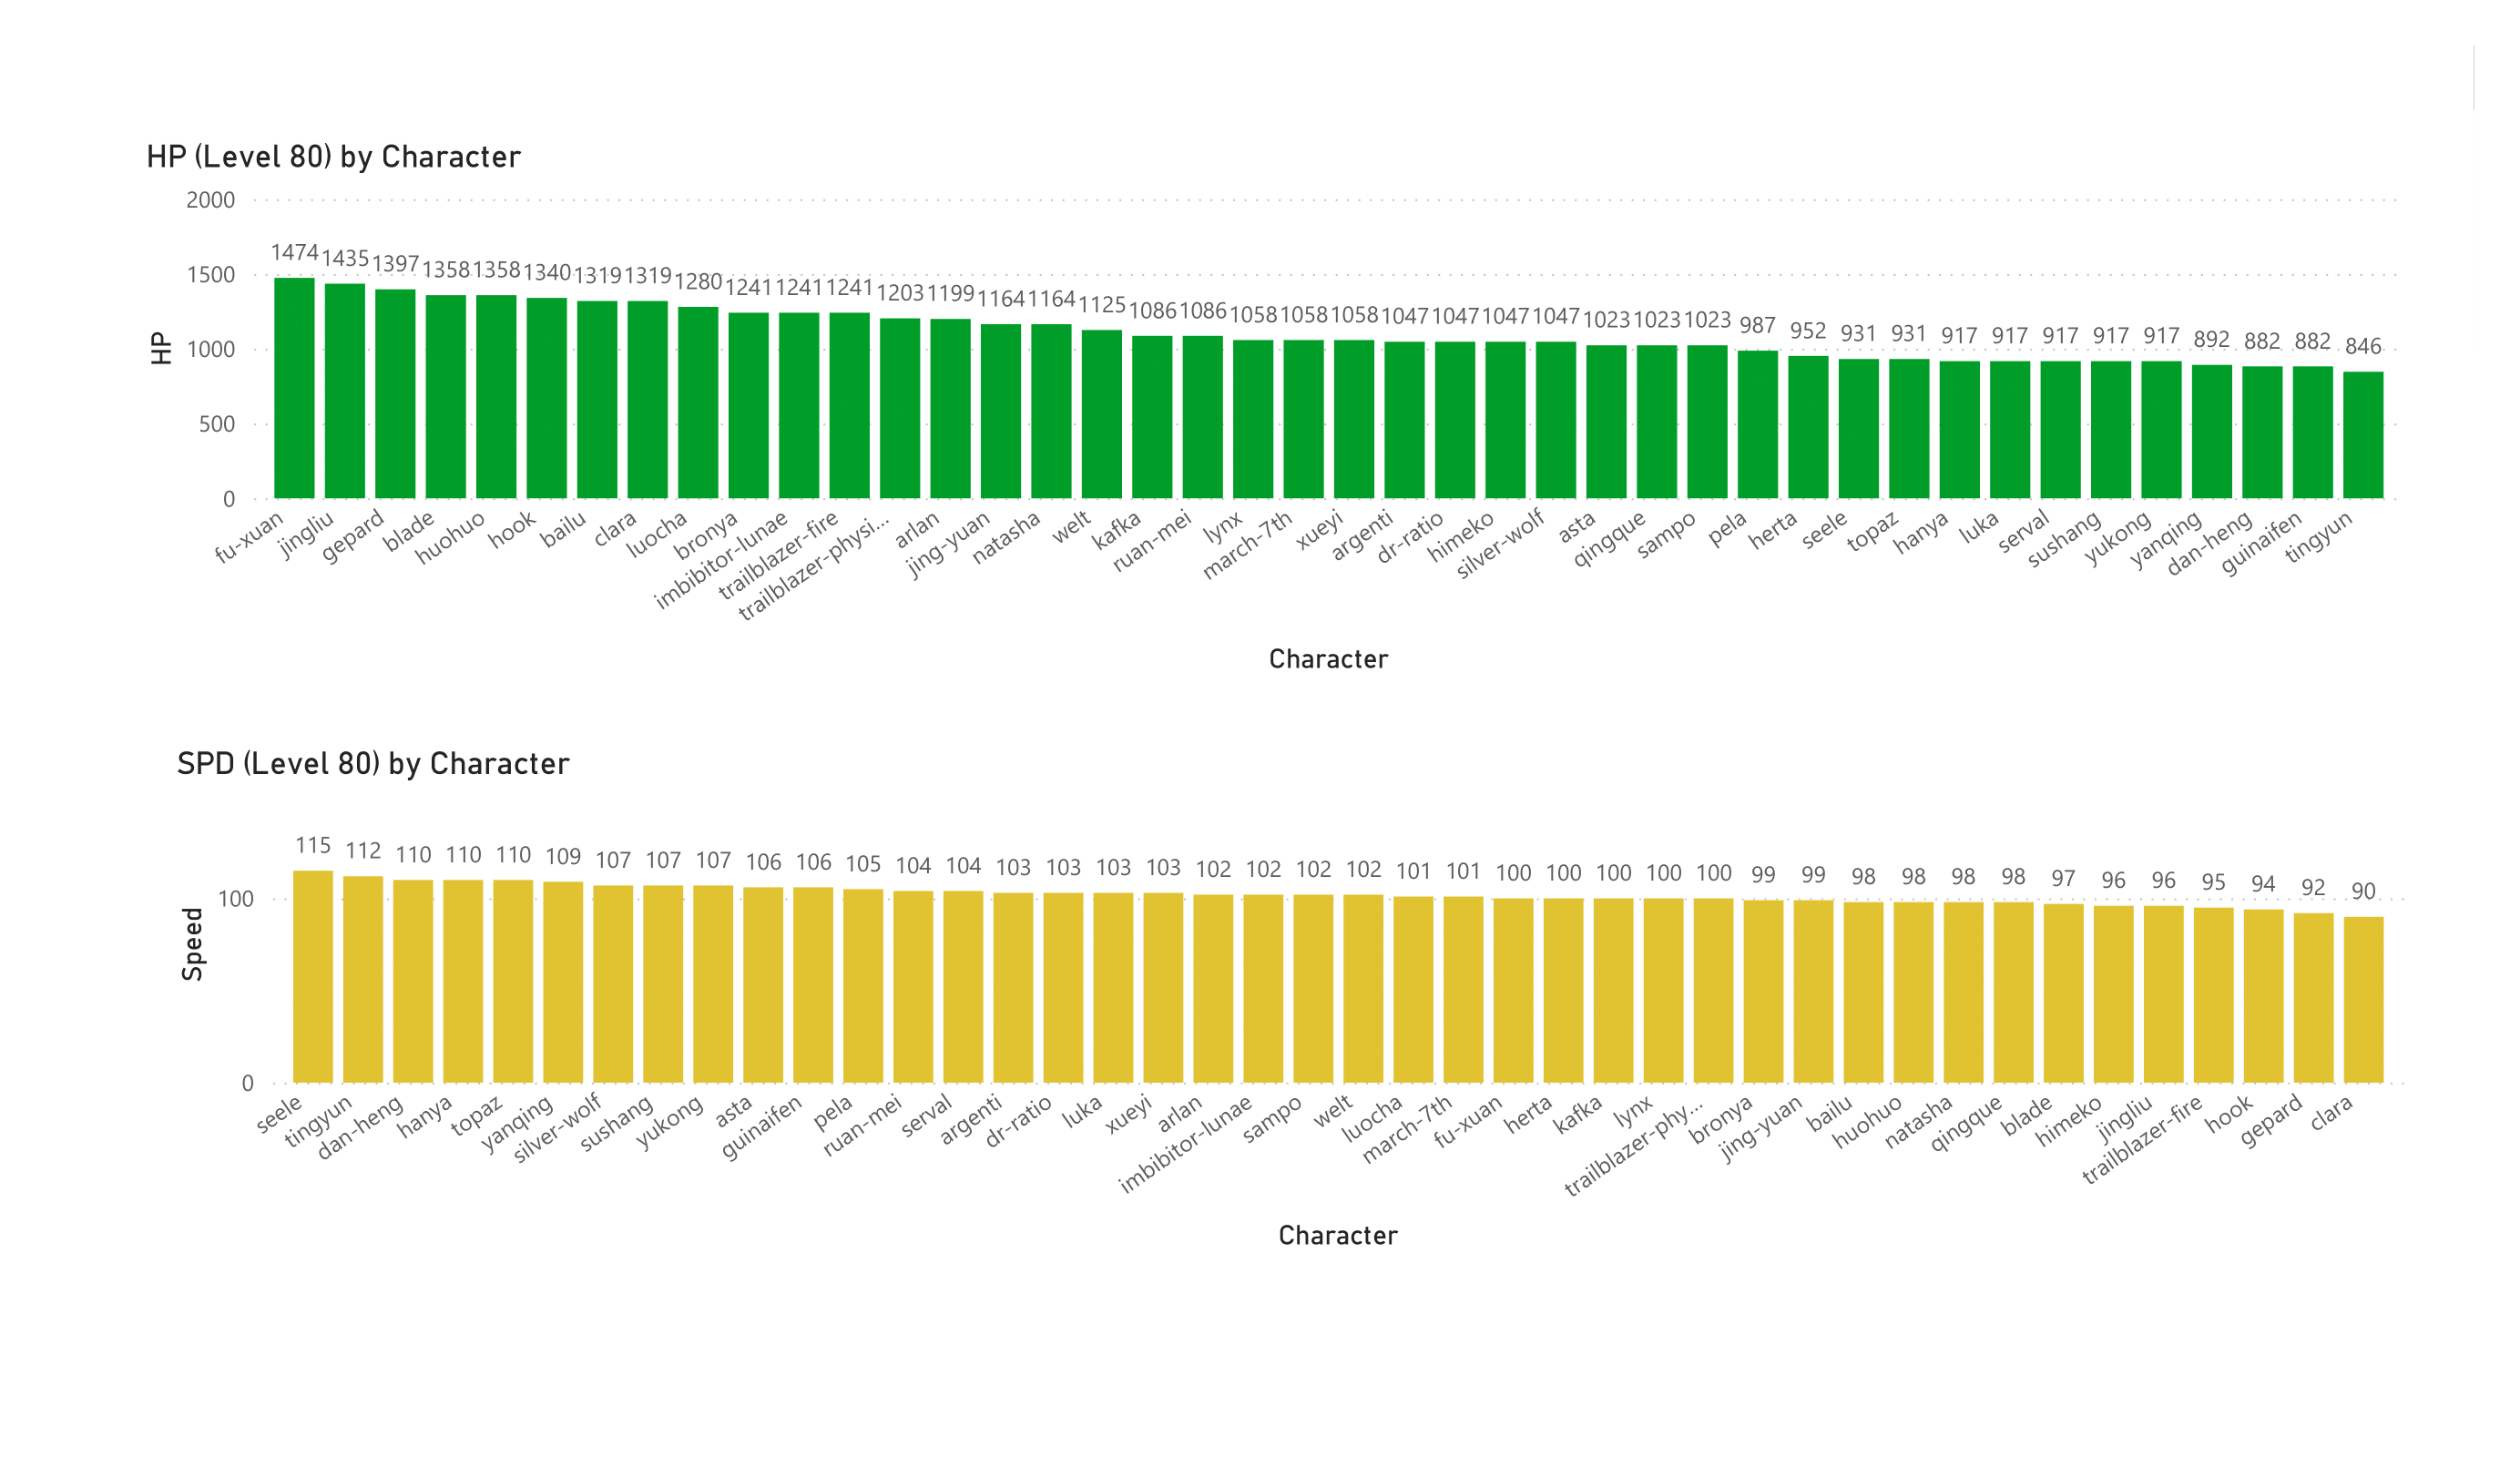 HP (Level 80) by Character
2000
1500
1000
500
0
HP
1474 1435 1397 1358 1358 1340 1319 1319 1280 1241 1241 1241 1203 1199 1164 1164 1125 1086 1086 1058 1058 1058 1047 1047 1047 1047 1023 1023 1023 987 952 931 931 917 917 917 917 917 892 882 882 846
fu-xuan jingliu gepard blade huohuo hook bailu clara luocha bronya imbibitor-lunae trailblazer-fire trailblazer-physi... arlan jing-yuan natasha welt kafka ruan-mei lynx march-7th xueyi argenti dr-ratio himeko silver-wolf asta qingque sampo pela herta seele topaz hanya luka serval sushang yukong yanqing dan-heng guinaifen tingyun
Character
SPD (Level 80) by Character
115 112 110 110 110 109 107 107 107 106 106 105 104 104 103 103 103 103 102 102 102 102 101 101 100 100 100 100 100 99 99 98 98 98 98 97 96 96 95 94 92 90
100
0
Speed
seele tingyun dan-heng hanya topaz yanqing silver-wolf sushang yukong asta guinaifen pela ruan-mei serval argenti dr-ratio luka xueyi arlan imbibitor-lunae sampo welt luocha march-7th fu-xuan herta kafka lynx trailblazer-phy... bronya jing-yuan bailu huohuo natasha qingque blade himeko jingliu trailblazer-fire hook gepard clara
Character